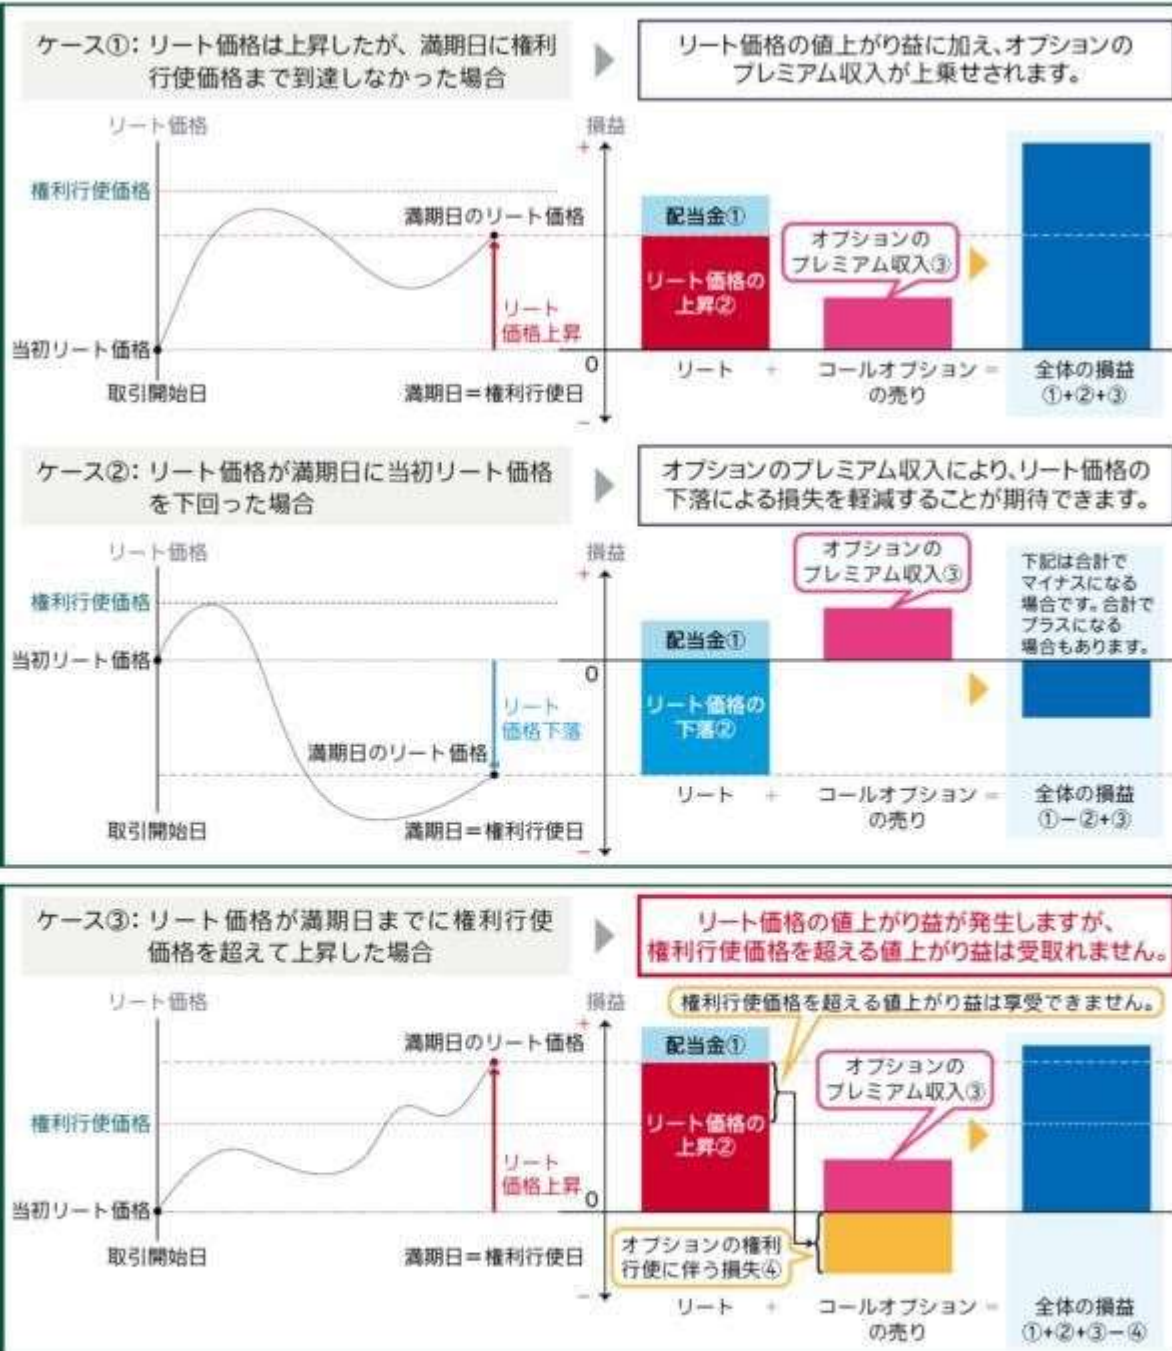 ケース①: リート価格は上昇したが、満期日に権利
行使価格まで到達しなかった場合
リート価格の値上がり益に加え、オプションの
プレミアム収入が上乗せされます。
リート価格
権利行使価格
満期日のリート価格
リート
価格上昇
当初リート価格
取引開始日
満期日＝権利行使日
損益
+
0
−
配当金①
リート価格の
上昇②
オプションの
プレミアム収入③
リート + コールオプション = 全体の損益
の売り ①+②+③
ケース②: リート価格が満期日に当初リート価格
を下回った場合
オプションのプレミアム収入により、リート価格の
下落による損失を軽減することが期待できます。
リート価格
権利行使価格
当初リート価格
リート
価格下落
満期日のリート価格
取引開始日
満期日＝権利行使日
損益
+
0
−
配当金①
リート価格の
下落②
オプションの
プレミアム収入③
下記は合計で
マイナスになる
場合です。合計で
プラスになる
場合もあります。
リート + コールオプション = 全体の損益
の売り ①−②+③
ケース③: リート価格が満期日までに権利行使
価格を超えて上昇した場合
リート価格の値上がり益が発生しますが、
権利行使価格を超える値上がり益は受取れません。
リート価格
満期日のリート価格
権利行使価格
リート
価格上昇
当初リート価格
取引開始日
満期日＝権利行使日
損益
+
0
−
権利行使価格を超える値上がり益は享受できません。
配当金①
リート価格の
上昇②
オプションの
プレミアム収入③
オプションの権利
行使に伴う損失④
リート + コールオプション = 全体の損益
の売り ①+②+③−④